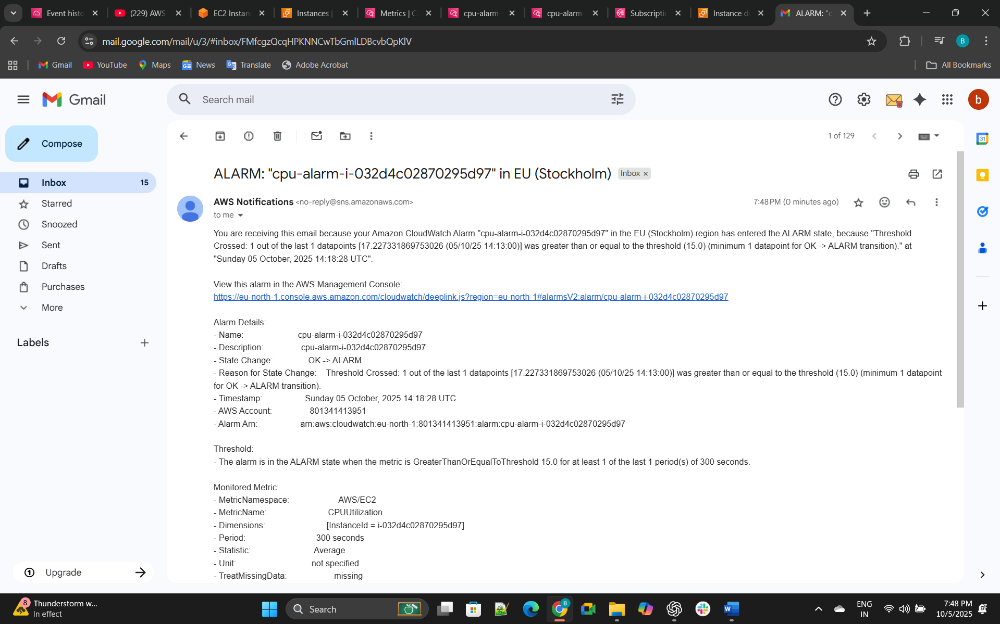 Event histo
(229) AWS
EC2 Instan
Instances |
Metrics | C
cpu-alarm-
cpu-alarm-
Subscriptio
Instance d
ALARM: "c
mail.google.com/mail/u/3/#inbox/FMfcgzQcqHPKNNCwTbGmlLDBcvbQpKlV
B
Gmail
YouTube
Maps
News
Translate
Adobe Acrobat
All Bookmarks
Gmail
Search mail
b
Compose
1 of 129
31
Inbox 15
Starred
Snoozed
Sent
Drafts
Purchases
More
Labels
Upgrade
ALARM: "cpu-alarm-i-032d4c02870295d97" in EU (Stockholm) Inbox ×
AWS Notifications <no-reply@sns.amazonaws.com>
7:48 PM (0 minutes ago)
to me
You are receiving this email because your Amazon CloudWatch Alarm "cpu-alarm-i-032d4c02870295d97" in the EU (Stockholm) region has entered the ALARM state, because "Threshold
Crossed: 1 out of the last 1 datapoints [17.227331869753026 (05/10/25 14:13:00)] was greater than or equal to the threshold (15.0) (minimum 1 datapoint for OK -> ALARM transition)." at
"Sunday 05 October, 2025 14:18:28 UTC".
View this alarm in the AWS Management Console:
https://eu-north-1.console.aws.amazon.com/cloudwatch/deeplink.js?region=eu-north-1#alarmsV2:alarm/cpu-alarm-i-032d4c02870295d97
Alarm Details:
- Name: cpu-alarm-i-032d4c02870295d97
- Description: cpu-alarm-i-032d4c02870295d97
- State Change: OK -> ALARM
- Reason for State Change: Threshold Crossed: 1 out of the last 1 datapoints [17.227331869753026 (05/10/25 14:13:00)] was greater than or equal to the threshold (15.0) (minimum 1 datapoint
for OK -> ALARM transition).
- Timestamp: Sunday 05 October, 2025 14:18:28 UTC
- AWS Account: 801341413951
- Alarm Arn: arn:aws:cloudwatch:eu-north-1:801341413951:alarm:cpu-alarm-i-032d4c02870295d97
Threshold:
- The alarm is in the ALARM state when the metric is GreaterThanOrEqualToThreshold 15.0 for at least 1 of the last 1 period(s) of 300 seconds.
Monitored Metric:
- MetricNamespace: AWS/EC2
- MetricName: CPUUtilization
- Dimensions: [InstanceId = i-032d4c02870295d97]
- Period: 300 seconds
- Statistic: Average
- Unit: not specified
- TreatMissingData: missing
8
Thunderstorm w...
In effect
Search
B
ENG
IN
7:48 PM
10/5/2025